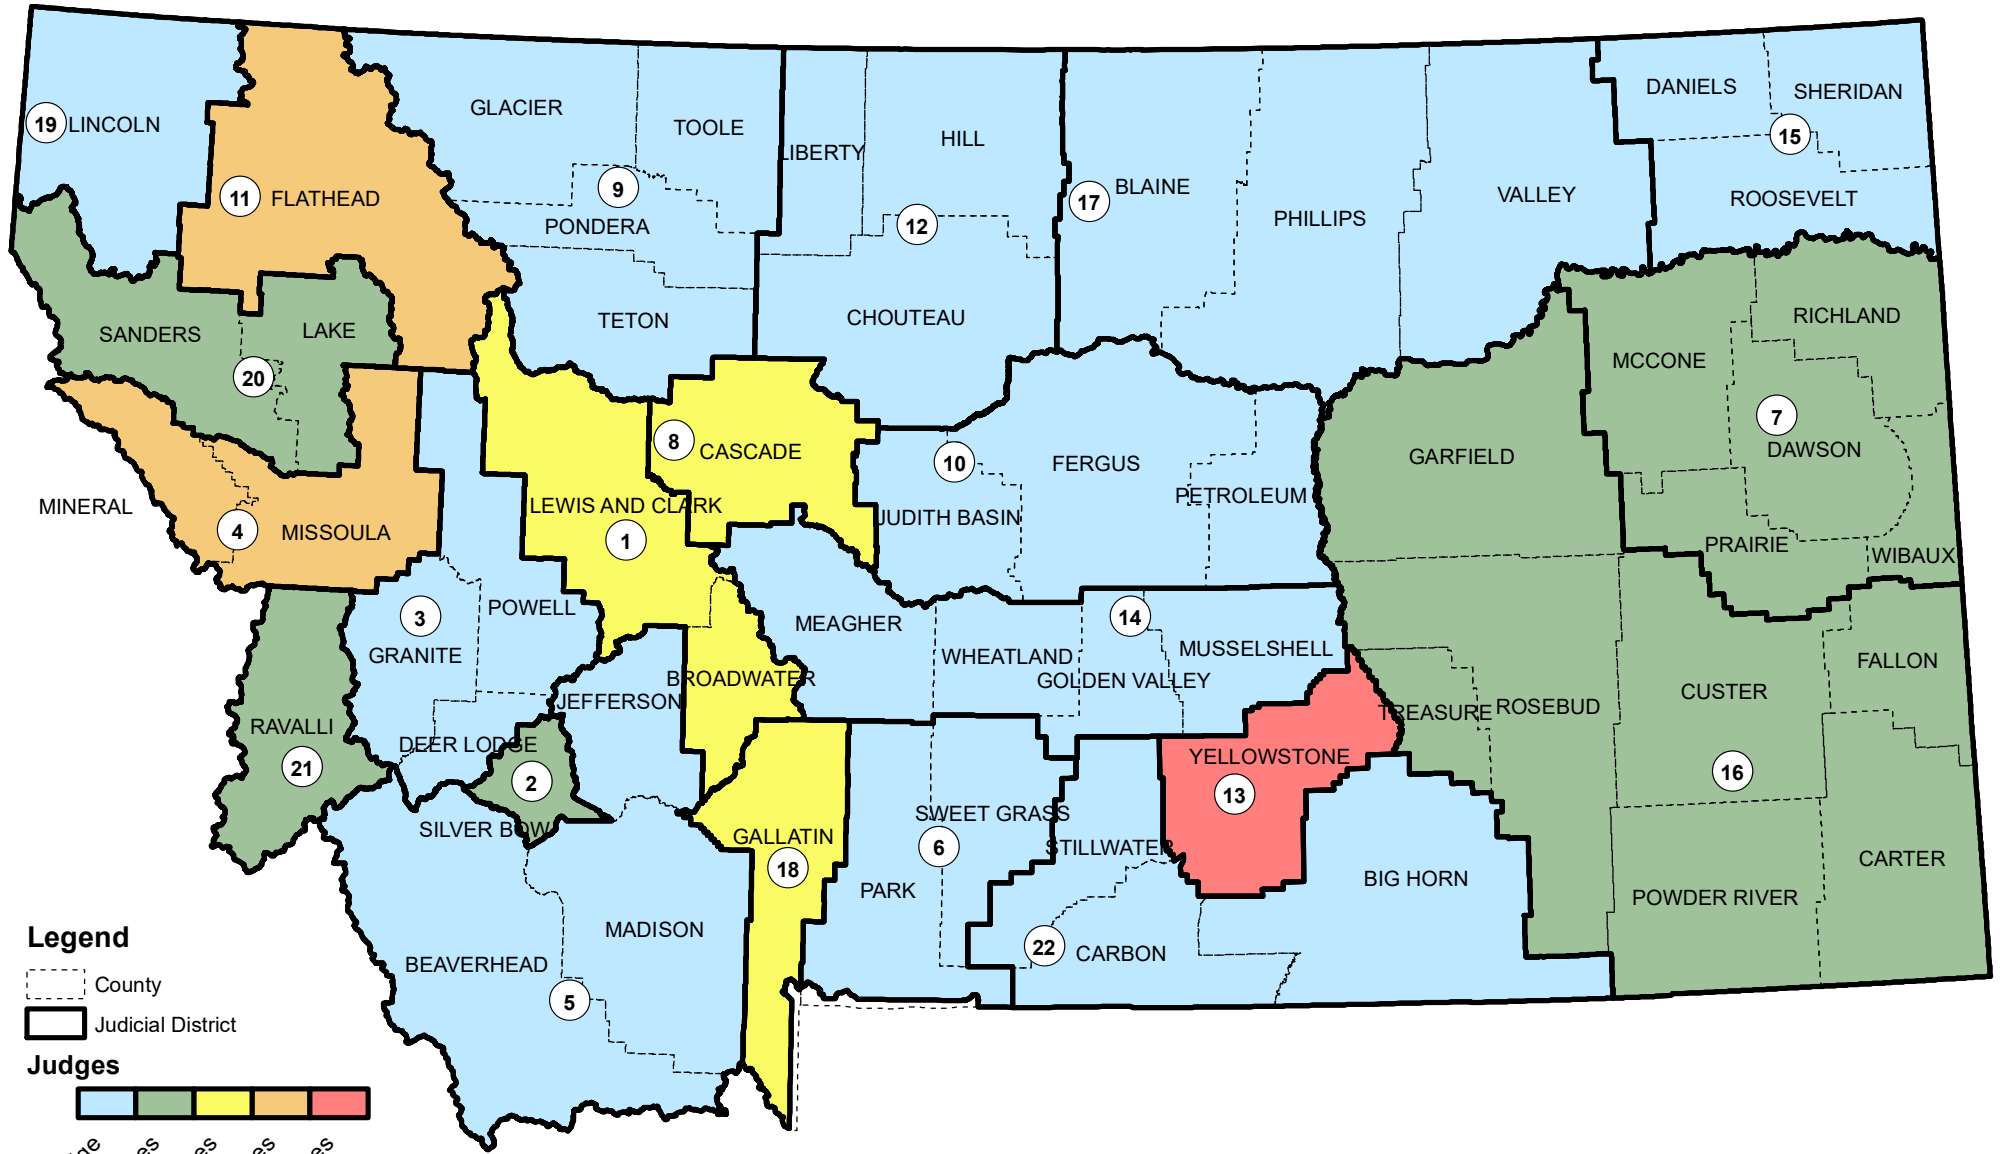 DANIELS
SHERIDAN
GLACIER
TOOLE
19 LINCOLN
LIBERTY
HILL
15
9
BLAINE
17
VALLEY
11 FLATHEAD
ROOSEVELT
PONDERA
12
PHILLIPS
TETON
CHOUTEAU
RICHLAND
SANDERS
LAKE
MCCONE
20
7
8
CASCADE
10
FERGUS
GARFIELD
DAWSON
MINERAL
LEWIS AND CLARK
PETROLEUM
4
MISSOULA
JUDITH BASIN
1
PRAIRIE
WIBAUX
3
POWELL
MEAGHER
14
GRANITE
WHEATLAND
MUSSELSHELL
FALLON
GOLDEN VALLEY
BROADWATER
CUSTER
JEFFERSON
TREASURE
ROSEBUD
RAVALLI
DEER LODGE
YELLOWSTONE
21
2
13
16
SILVER BOW
SWEET GRASS
GALLATIN
6
STILLWATER
18
PARK
BIG HORN
CARTER
POWDER RIVER
MADISON
22
CARBON
BEAVERHEAD
5
Legend
County
Judicial District
Judges